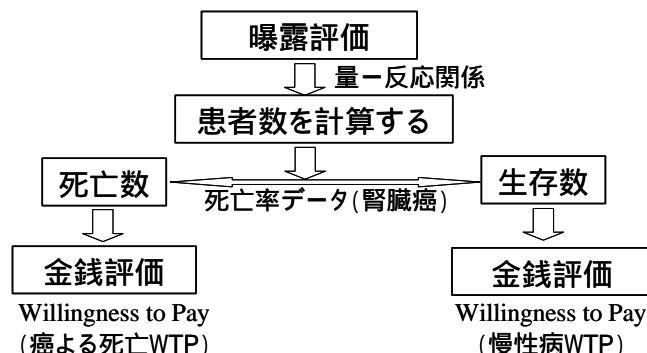 曝露評価
量ー反応関係
患者数を計算する
死亡数
生存数
死亡率データ(腎臓癌)
金銭評価
金銭評価
Willingness to Pay
Willingness to Pay
(癌よる死亡WTP)
(慢性病WTP)